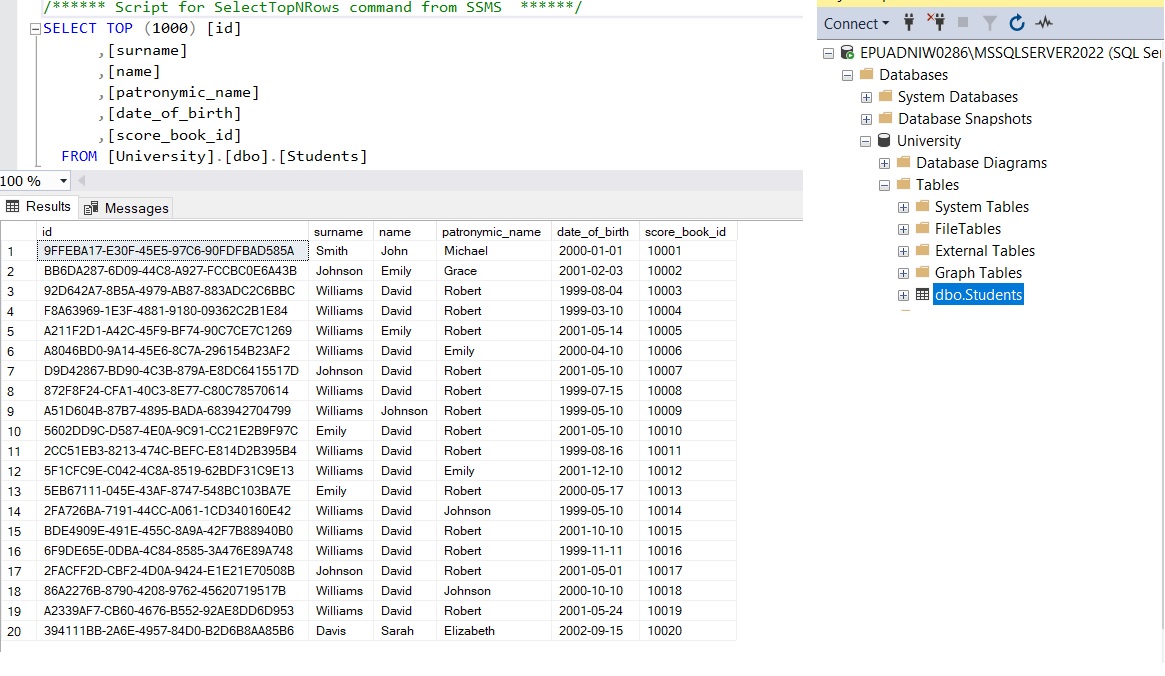 /****** Script for SelectTopNRows command from SSMS  ******/
SELECT TOP (1000) [id]
,[surname]
,[name]
,[patronymic_name]
,[date_of_birth]
,[score_book_id]
FROM [University].[dbo].[Students]
100 %
Results Messages
id surname name patronymic_name date_of_birth score_book_id
1 9FFEBA17-E30F-45E5-97C6-90FDFBAD585A Smith John Michael 2000-01-01 10001
2 BB6DA287-6D09-44C8-A927-FCCBC0E6A43B Johnson Emily Grace 2001-02-03 10002
3 92D642A7-8B5A-4979-AB87-883ADC2C6BBC Williams David Robert 1999-08-04 10003
4 F8A63969-1E3F-4881-9180-09362C2B1E84 Williams David Robert 1999-03-10 10004
5 A211F2D1-A42C-45F9-BF74-90C7CE7C1269 Williams Emily Robert 2001-05-14 10005
6 A8046BD0-9A14-45E6-8C7A-296154B23AF2 Williams David Emily 2000-04-10 10006
7 D9D42867-BD90-4C3B-879A-E8DC6415517D Johnson David Robert 2001-05-10 10007
8 872F8F24-CFA1-40C3-8E77-C80C78570614 Williams David Robert 1999-07-15 10008
9 A51D604B-87B7-4895-BADA-683942704799 Williams Johnson Robert 1999-05-10 10009
10 5602DD9C-D587-4E0A-9C91-CC21E2B9F97C Emily David Robert 2001-05-10 10010
11 2CC51EB3-8213-474C-BEFC-E814D2B395B4 Williams David Robert 1999-08-16 10011
12 5F1CFC9E-C042-4C8A-8519-62BDF31C9E13 Williams David Emily 2001-12-10 10012
13 5EB67111-045E-43AF-8747-548BC103BA7E Emily David Robert 2000-05-17 10013
14 2FA726BA-7191-44CC-A061-1CD340160E42 Williams David Johnson 1999-05-10 10014
15 BDE4909E-491E-455C-8A9A-42F7B88940B0 Williams David Robert 2001-10-10 10015
16 6F9DE65E-0DBA-4C84-8585-3A476E89A748 Williams David Robert 1999-11-11 10016
17 2FACFF2D-CBF2-4D0A-9424-E1E21E70508B Johnson David Robert 2001-05-01 10017
18 86A2276B-8790-4208-9762-45620719517B Williams David Johnson 2000-10-10 10018
19 A2339AF7-CB60-4676-B552-92AE8DD6D953 Williams David Robert 2001-05-24 10019
20 394111BB-2A6E-4957-84D0-B2D6B8AA85B6 Davis Sarah Elizabeth 2002-09-15 10020
Connect
EPUADNIW0286\MSSQLSERVER2022 (SQL Ser
Databases
System Databases
Database Snapshots
University
Database Diagrams
Tables
System Tables
FileTables
External Tables
Graph Tables
dbo.Students